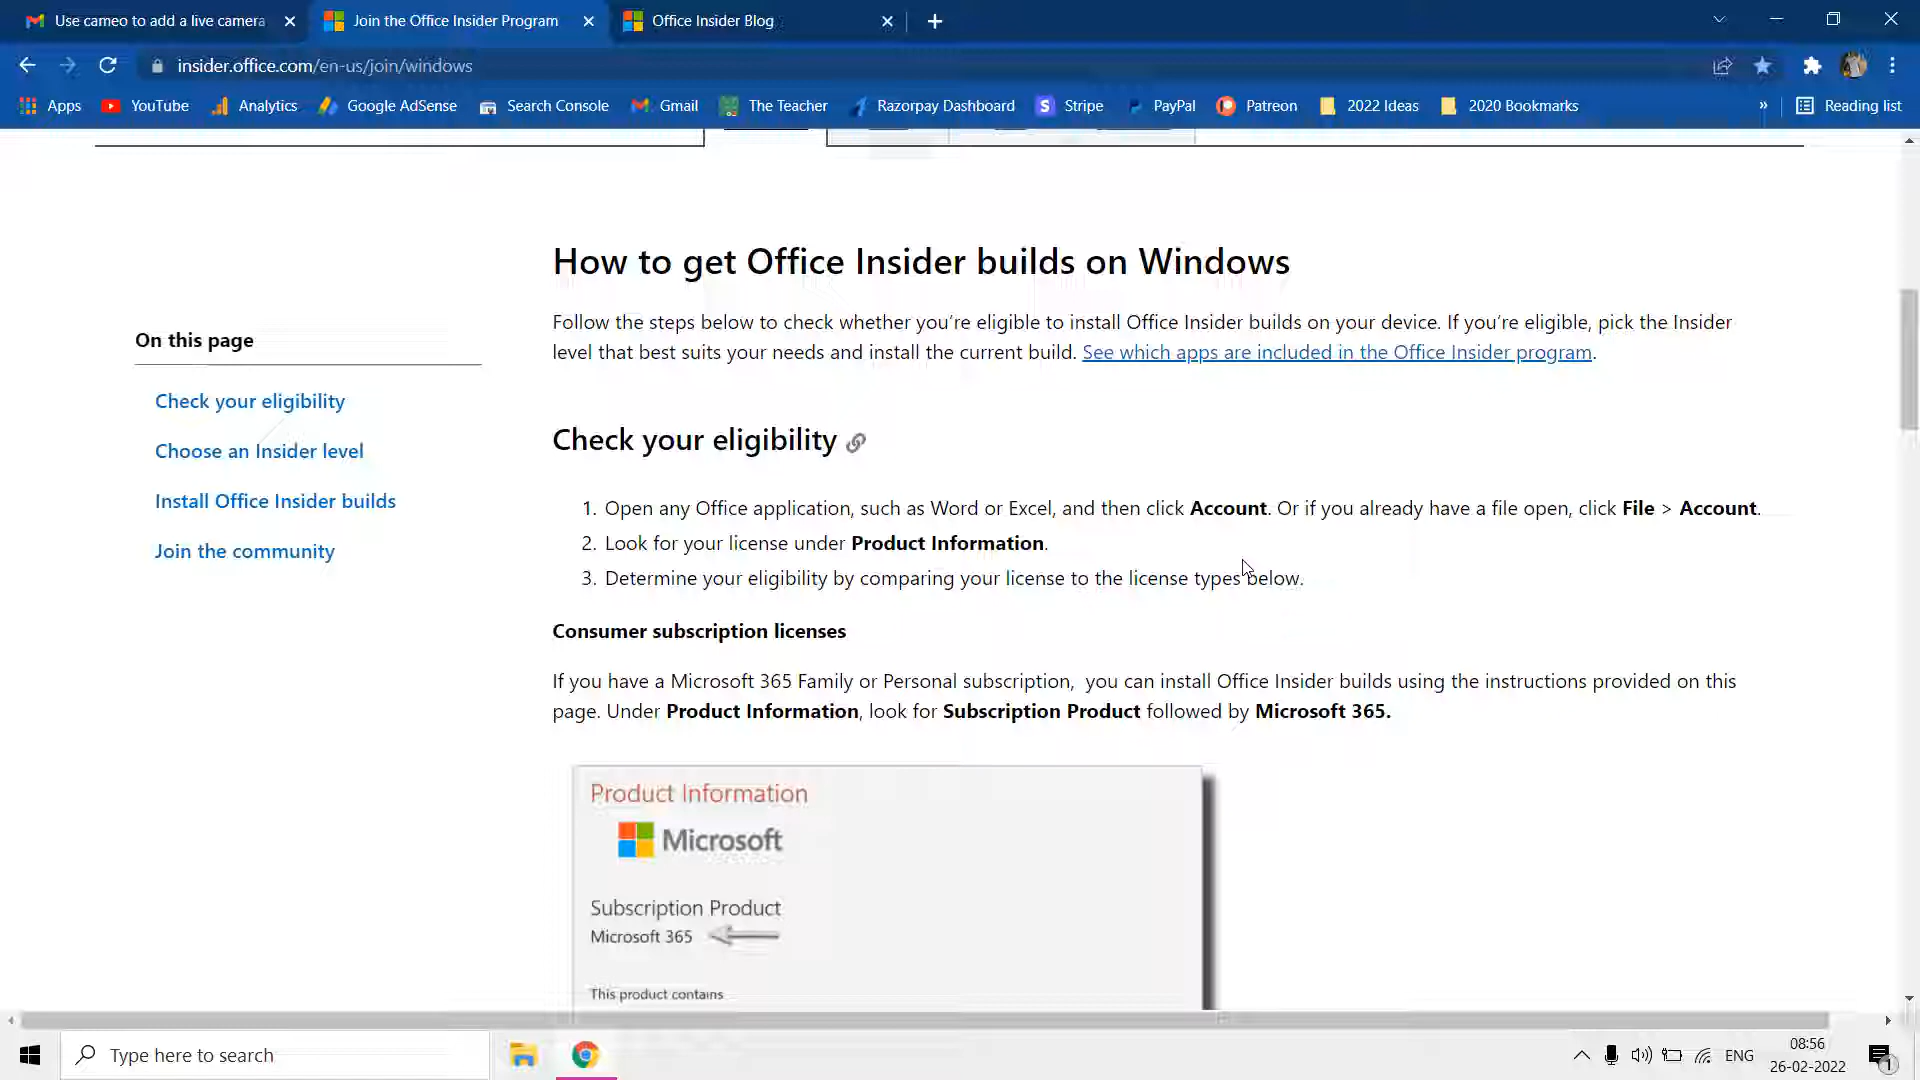 Use cameo to add a live camera
Join the Office Insider Program
Office Insider Blog
insider.office.com/en-us/join/windows
Apps
YouTube
Analytics
Google AdSense
Search Console
Gmail
The Teacher
Razorpay Dashboard
Stripe
PayPal
Patreon
2022 Ideas
2020 Bookmarks
»
Reading list
How to get Office Insider builds on Windows
Follow the steps below to check whether you're eligible to install Office Insider builds on your device. If you're eligible, pick the Insider
level that best suits your needs and install the current build. See which apps are included in the Office Insider program.
On this page
Check your eligibility
Choose an Insider level
Install Office Insider builds
Join the community
Check your eligibility
1. Open any Office application, such as Word or Excel, and then click Account. Or if you already have a file open, click File > Account.
2. Look for your license under Product Information.
3. Determine your eligibility by comparing your license to the license types below.
Consumer subscription licenses
If you have a Microsoft 365 Family or Personal subscription, you can install Office Insider builds using the instructions provided on this
page. Under Product Information, look for Subscription Product followed by Microsoft 365.
Product Information
Microsoft
Subscription Product
Microsoft 365
This product contains
Type here to search
ENG
08:56
26-02-2022
1